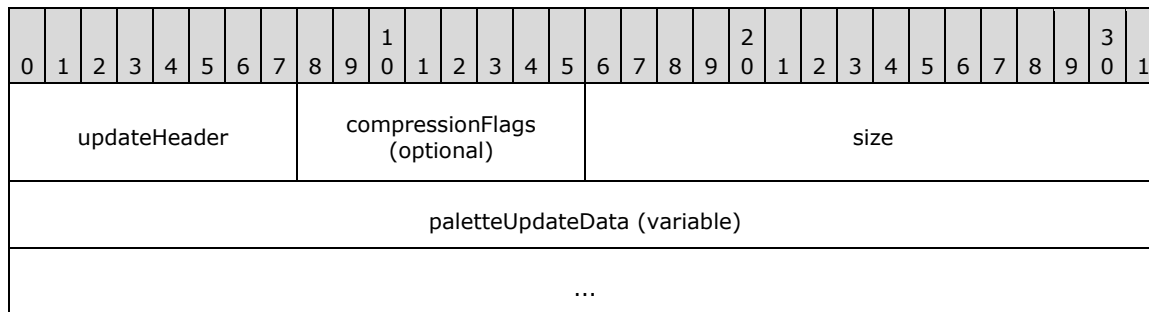 1 2 3
0 1 2 3 4 5 6 7 8 9 0 1 2 3 4 5 6 7 8 9 0 1 2 3 4 5 6 7 8 9 0 1
updateHeader compressionFlags size
(optional)
paletteUpdateData (variable)
...